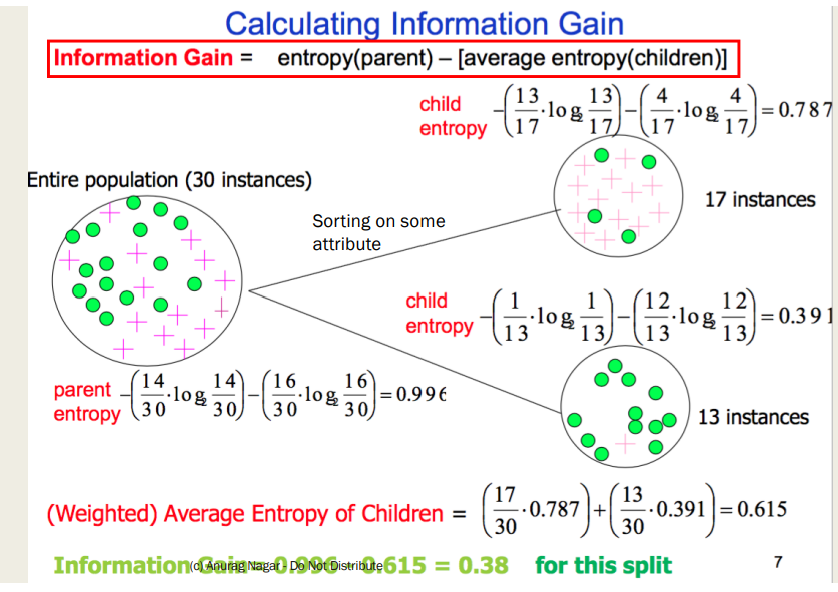 Calculating Information Gain
Information Gain = entropy(parent) – [average entropy(children)]
child
entropy
−(13/17 · log₂ 13/17) − (4/17 · log₂ 4/17) = 0.787
Entire population (30 instances)
17 instances
Sorting on some
attribute
child
entropy
−(1/13 · log₂ 1/13) − (12/13 · log₂ 12/13) = 0.391
parent
entropy
−(14/30 · log₂ 14/30) − (16/30 · log₂ 16/30) = 0.996
13 instances
(Weighted) Average Entropy of Children = (17/30 · 0.787) + (13/30 · 0.391) = 0.615
Information Gain = 0.996 - 0.615 = 0.38 for this split
(c) Anurag Nagar - Do Not Distribute
7